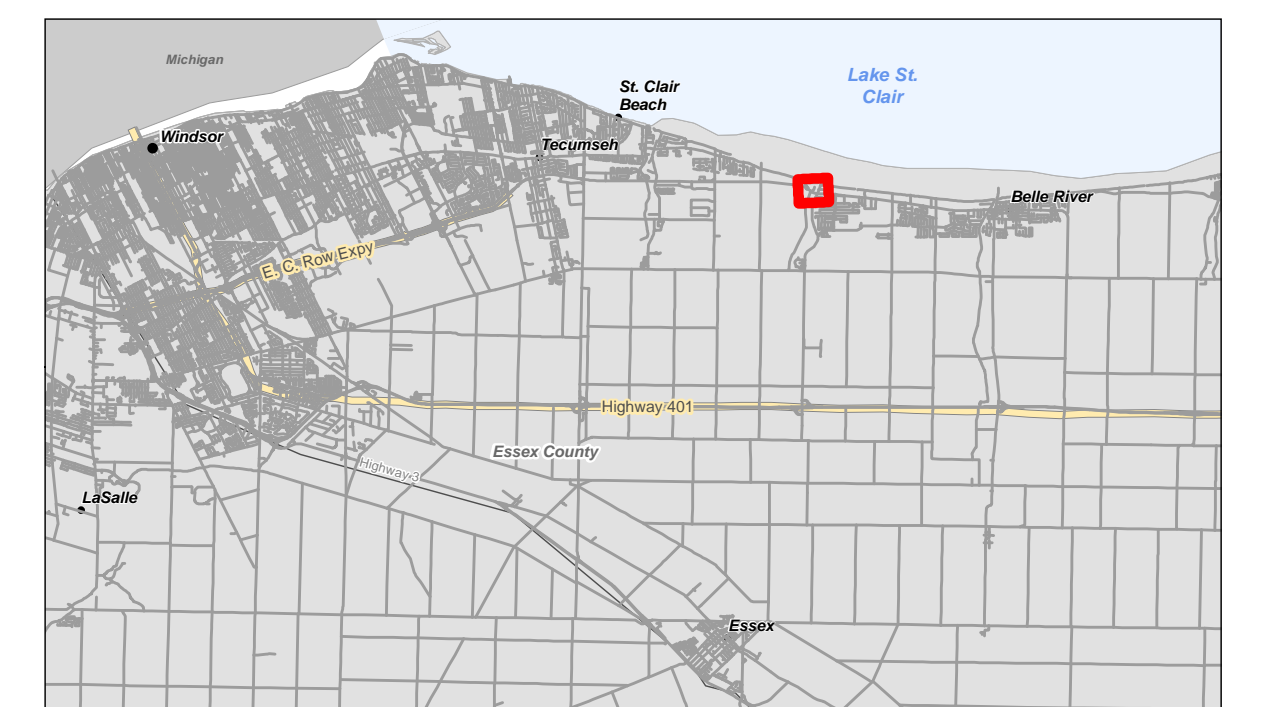 Michigan
Lake St.
Clair
St. Clair
Beach
Windsor
Tecumseh
Belle River
E. C. Row Expy
Highway 401
Essex County
Highway 3
LaSalle
Essex